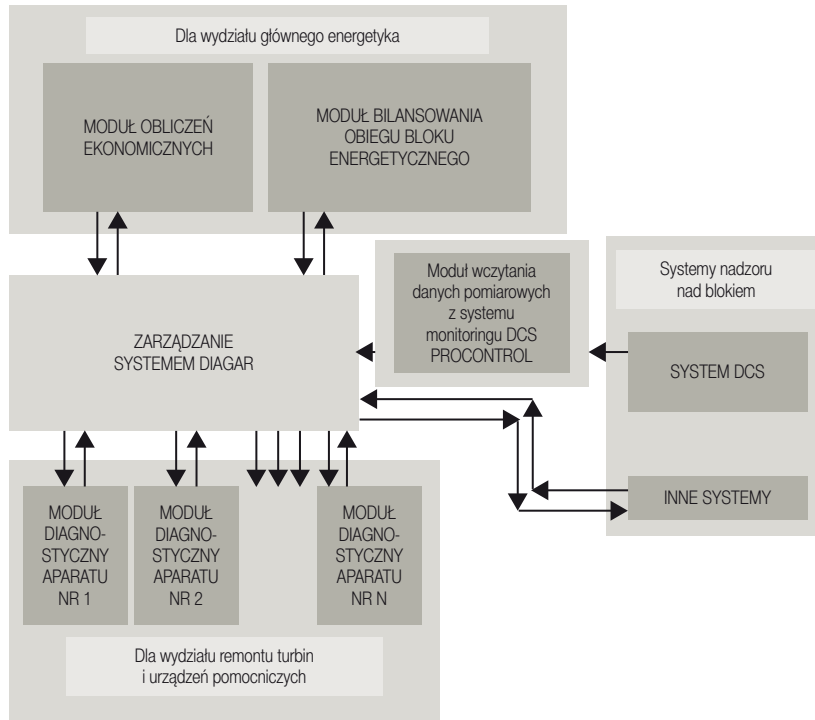 Dla wydziału głównego energetyka
MODUŁ OBLICZEŃ
EKONOMICZNYCH
MODUŁ BILANSOWANIA
OBIEGU BLOKU
ENERGETYCZNEGO
Moduł wczytania
danych pomiarowych
z systemu
monitoringu DCS
PROCONTROL
Systemy nadzoru
nad blokiem
ZARZĄDZANIE
SYSTEMEM DIAGAR
SYSTEM DCS
INNE SYSTEMY
MODUŁ
DIAGNO-
STYCZNY
APARATU
NR 1
MODUŁ
DIAGNO-
STYCZNY
APARATU
NR 2
MODUŁ
DIAGNO-
STYCZNY
APARATU
NR N
Dla wydziału remontu turbin
i urządzeń pomocniczych